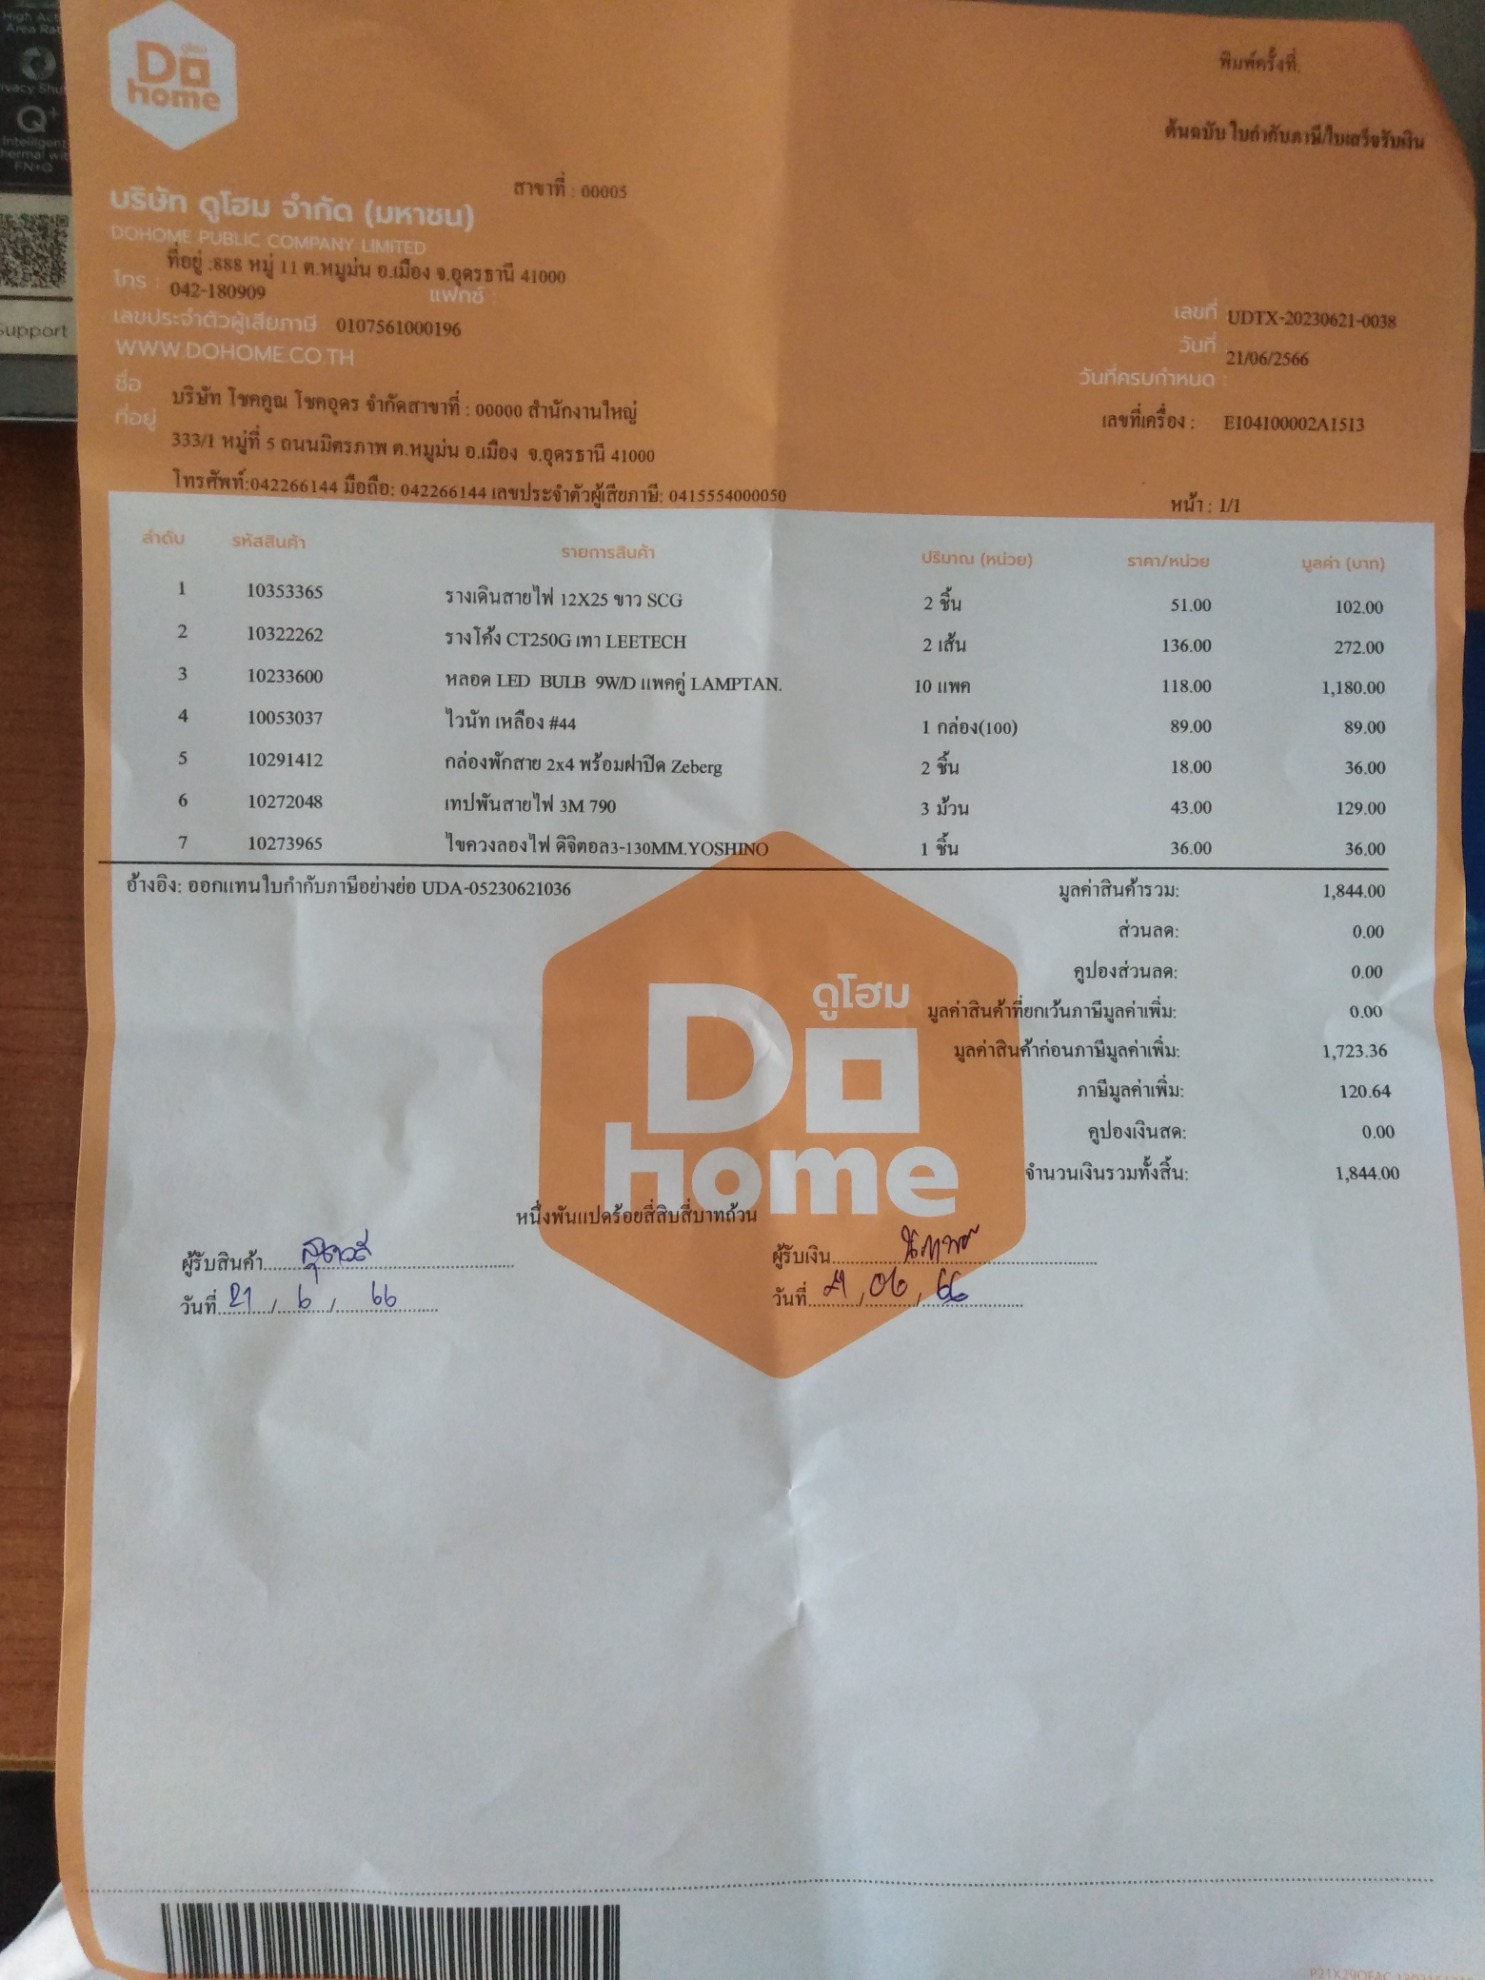 High Act
Area Rat
vacy Shu
Q+
Intelligent
hermal wi
FN+Q
Support
ดูโฮม
Do
home
พิมพ์ครั้งที่
ต้นฉบับ ใบกำกับภาษี/ใบเสร็จรับเงิน
สาขาที่ : 00005
บริษัท ดูโฮม จำกัด (มหาชน)
DOHOME PUBLIC COMPANY LIMITED
ที่อยู่ :888 หมู่ 11 ต.หมูม่น อ.เมือง จ.อุดรธานี 41000
โทร : 042-180909 แฟกซ์ :
เลขประจำตัวผู้เสียภาษี 0107561000196
WWW.DOHOME.CO.TH
เลขที่ UDTX-20230621-0038
วันที่ 21/06/2566
วันที่ครบกำหนด :
เลขที่เครื่อง : E104100002A1513
ชื่อ บริษัท โชคคูณ โชคอุดร จำกัดสาขาที่ : 00000 สำนักงานใหญ่
ที่อยู่ 333/1 หมู่ที่ 5 ถนนมิตรภาพ ต.หมูม่น อ.เมือง จ.อุดรธานี 41000
โทรศัพท์:042266144 มือถือ: 042266144 เลขประจำตัวผู้เสียภาษี: 0415554000050
หน้า : 1/1
ลำดับ รหัสสินค้า รายการสินค้า ปริมาณ (หน่วย) ราคา/หน่วย มูลค่า (บาท)
1 10353365 รางเดินสายไฟ 12X25 ขาว SCG 2 ชิ้น 51.00 102.00
2 10322262 รางโค้ง CT250G เทา LEETECH 2 เส้น 136.00 272.00
3 10233600 หลอด LED BULB 9W/D แพคคู่ LAMPTAN. 10 แพค 118.00 1,180.00
4 10053037 ไวนัท เหลือง #44 1 กล่อง(100) 89.00 89.00
5 10291412 กล่องพักสาย 2x4 พร้อมฝาปิด Zeberg 2 ชิ้น 18.00 36.00
6 10272048 เทปพันสายไฟ 3M 790 3 ม้วน 43.00 129.00
7 10273965 ไขควงลองไฟ ดิจิตอล3-130MM.YOSHINO 1 ชิ้น 36.00 36.00
อ้างอิง: ออกแทนใบกำกับภาษีอย่างย่อ UDA-05230621036
มูลค่าสินค้ารวม: 1,844.00
ส่วนลด: 0.00
คูปองส่วนลด: 0.00
มูลค่าสินค้าที่ยกเว้นภาษีมูลค่าเพิ่ม: 0.00
มูลค่าสินค้าก่อนภาษีมูลค่าเพิ่ม: 1,723.36
ภาษีมูลค่าเพิ่ม: 120.64
คูปองเงินสด: 0.00
จำนวนเงินรวมทั้งสิ้น: 1,844.00
ดูโฮม
Do
home
หนึ่งพันแปดร้อยสี่สิบสี่บาทถ้วน
ผู้รับสินค้า
ผู้รับเงิน
วันที่ 21 / 6 / 66
วันที่ 21 / 06 / 66